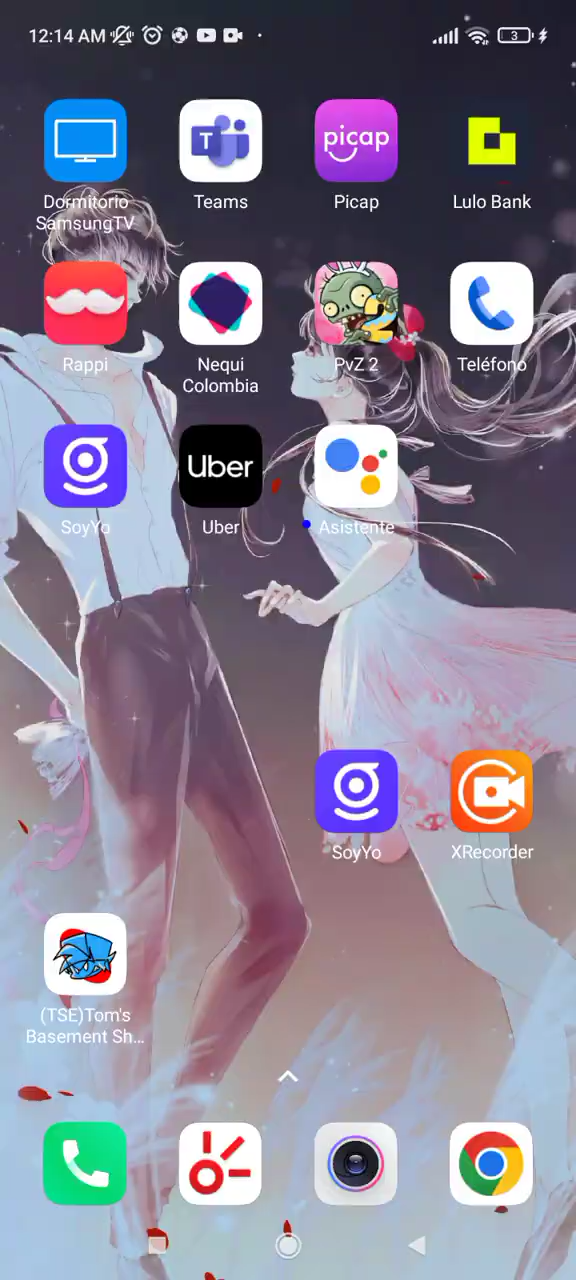 12:14 AM
3
T
picap
Dormitorio
SamsungTV
Teams
Picap
Lulo Bank
Rappi
Nequi
Colombia
PvZ 2
Teléfono
Uber
SoyYo
Uber
Asistente
SoyYo
XRecorder
(TSE)Tom's
Basement Sh...